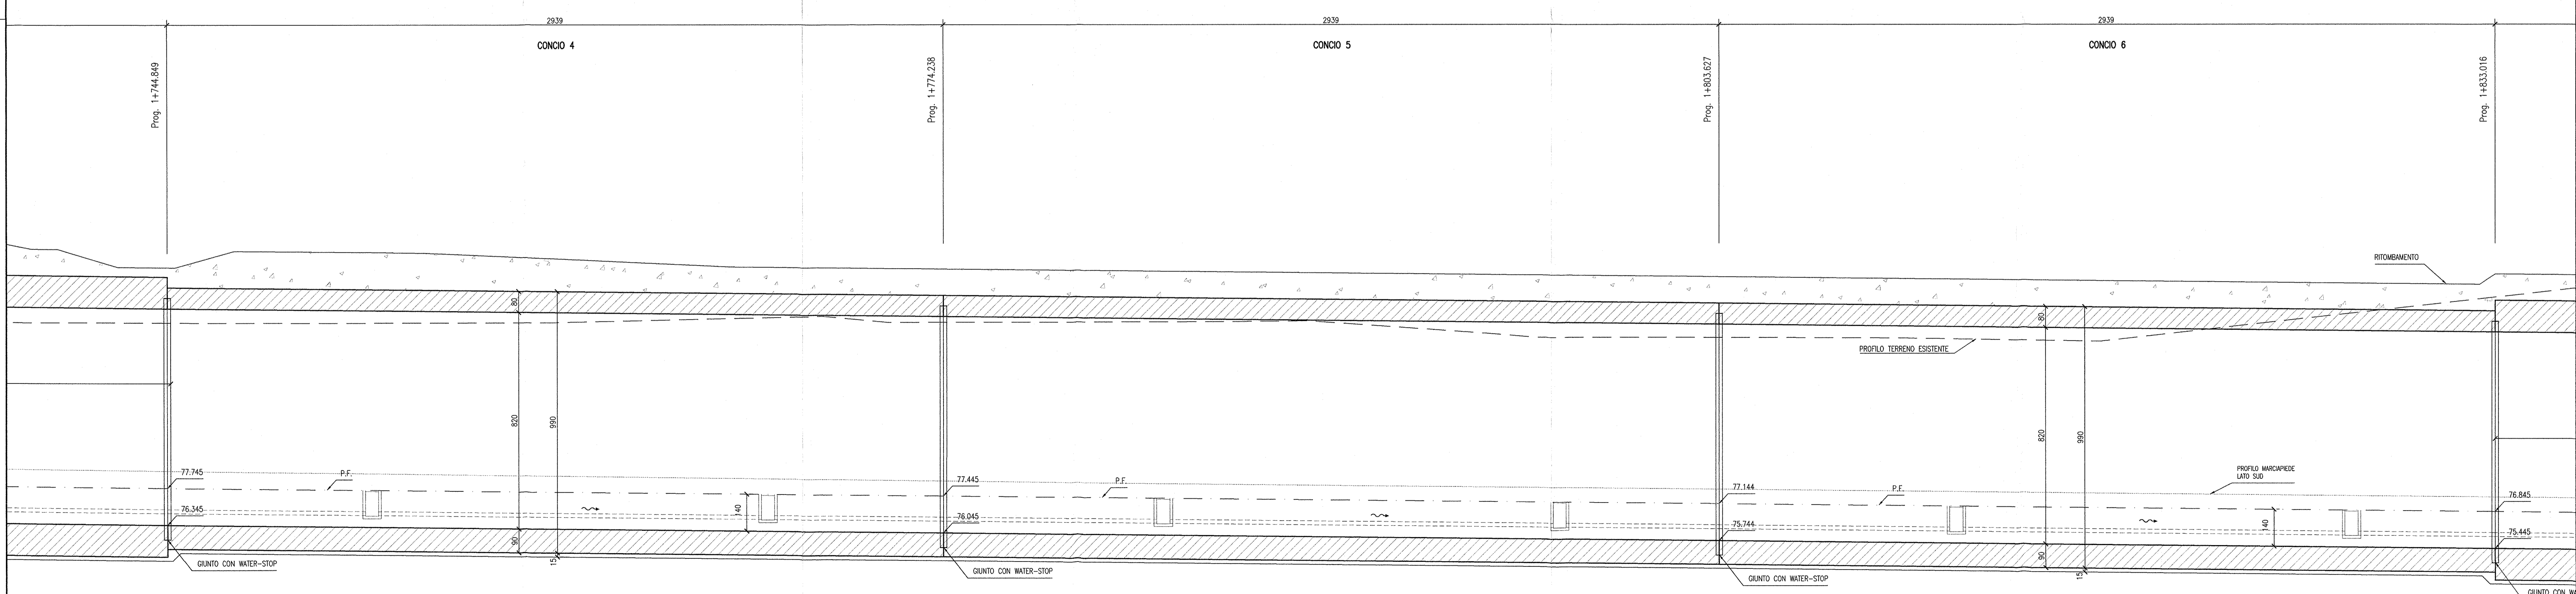 2939
2939
2939
CONCIO 4
CONCIO 5
CONCIO 6
Prog. 1+744.849
Prog. 1+774.238
Prog. 1+803.627
Prog. 1+833.016
RITOMBAMENTO
80
80
PROFILO TERRENO ESISTENTE
820
990
820
990
77.745
P.F.
77.445
P.F.
77.144
P.F.
PROFILO MARCIAPIEDE
LATO SUD
76.845
76.345
140
76.045
75.744
140
75.445
90
15
90
15
GIUNTO CON WATER-STOP
GIUNTO CON WATER-STOP
GIUNTO CON WATER-STOP
GIUNTO CON WA